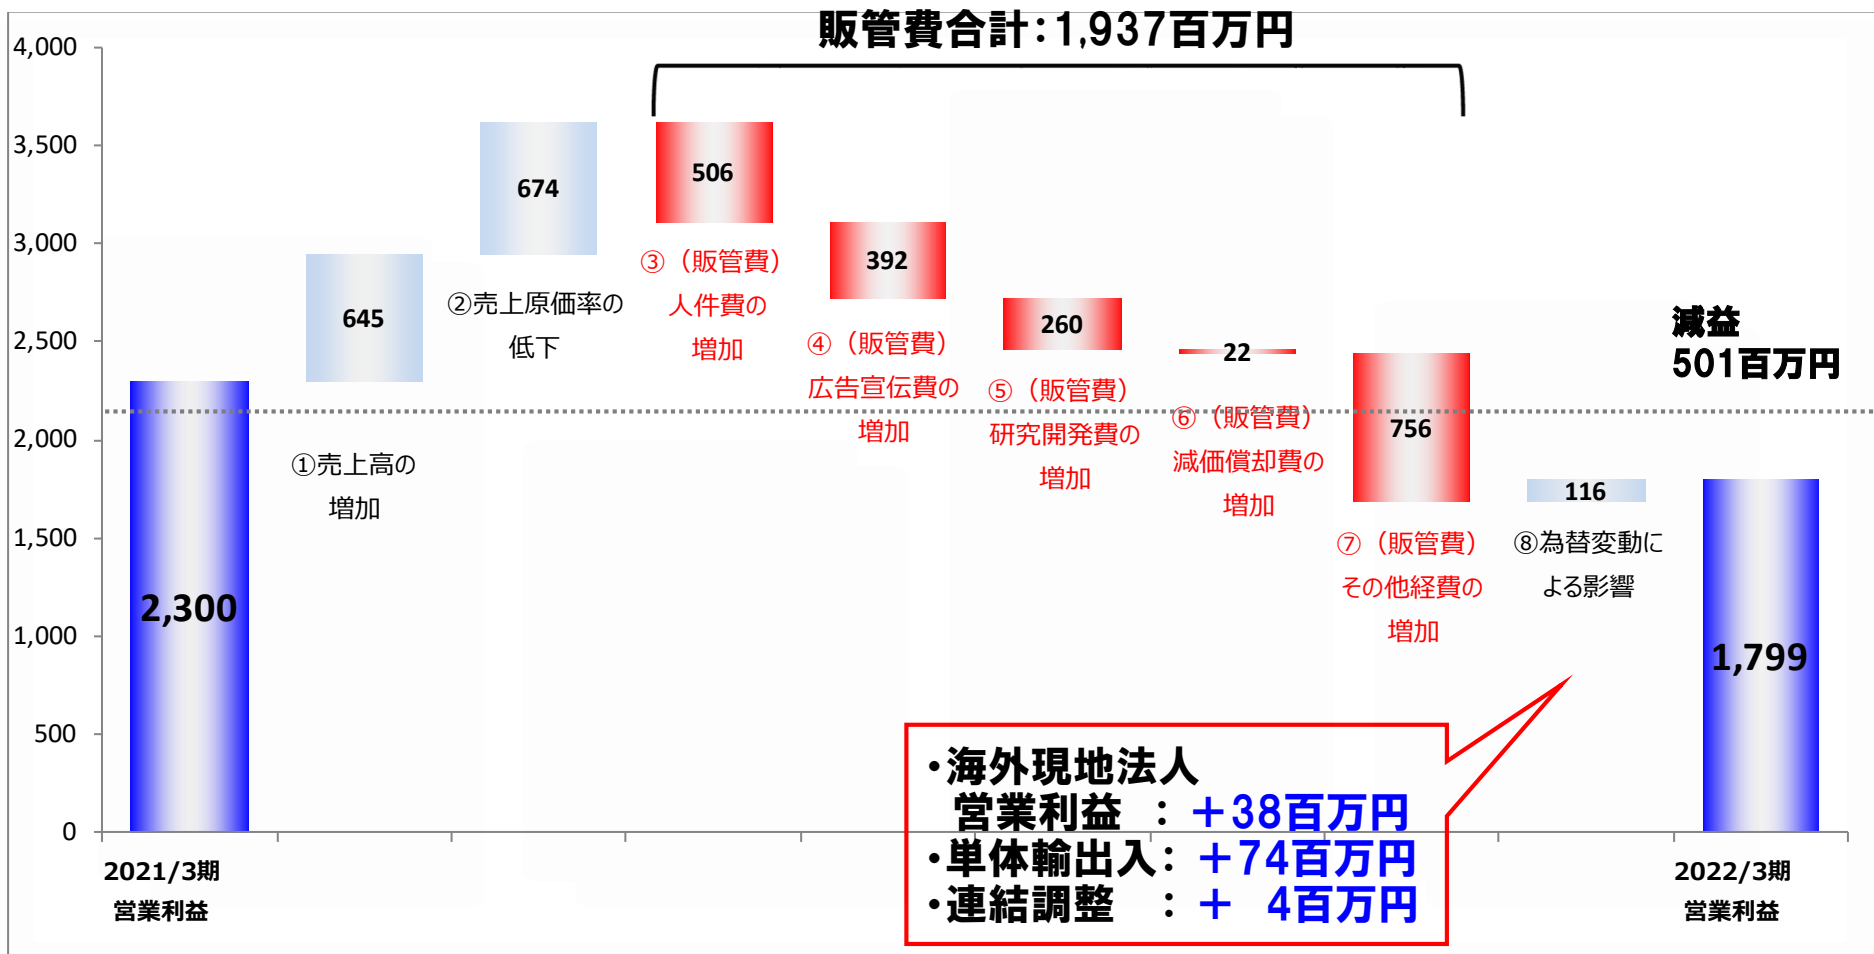 販管費合計：1,937百万円
4,000
3,500
3,000
2,500
2,000
1,500
1,000
500
0
2,300
645
①売上高の
増加
674
②売上原価率の
低下
506
③（販管費）
人件費の
増加
392
④（販管費）
広告宣伝費の
増加
260
⑤（販管費）
研究開発費の
増加
22
⑥（販管費）
減価償却費の
増加
756
⑦（販管費）
その他経費の
増加
116
⑧為替変動に
よる影響
減益
501百万円
1,799
・海外現地法人
営業利益 ：＋38百万円
・単体輸出入：＋74百万円
・連結調整 ：＋ 4百万円
2021/3期
営業利益
2022/3期
営業利益